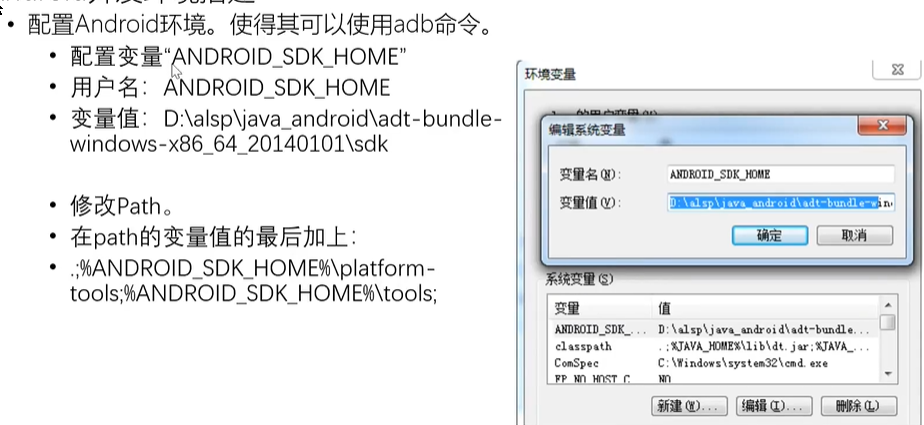 • 配置Android环境。使得其可以使用adb命令。
• 配置变量“ANDROID_SDK_HOME”
• 用户名：ANDROID_SDK_HOME
• 变量值：D:\alsp\java_android\adt-bundle-
windows-x86_64_20140101\sdk
• 修改Path。
• 在path的变量值的最后加上：
• .;%ANDROID_SDK_HOME%\platform-
tools;%ANDROID_SDK_HOME%\tools;
环境变量
编辑系统变量
变量名(N)： ANDROID_SDK_HOME
变量值(V)： D:\alsp\java_android\adt-bundle-win
确定 取消
系统变量(S)
变量 值
ANDROID_SDK_... D:\alsp\java_android\adt-bundle...
classpath .;%JAVA_HOME%\lib\dt.jar;%JAVA_...
ComSpec C:\Windows\system32\cmd.exe
FP_NO_HOST_C... NO
新建(W)... 编辑(I)... 删除(L)